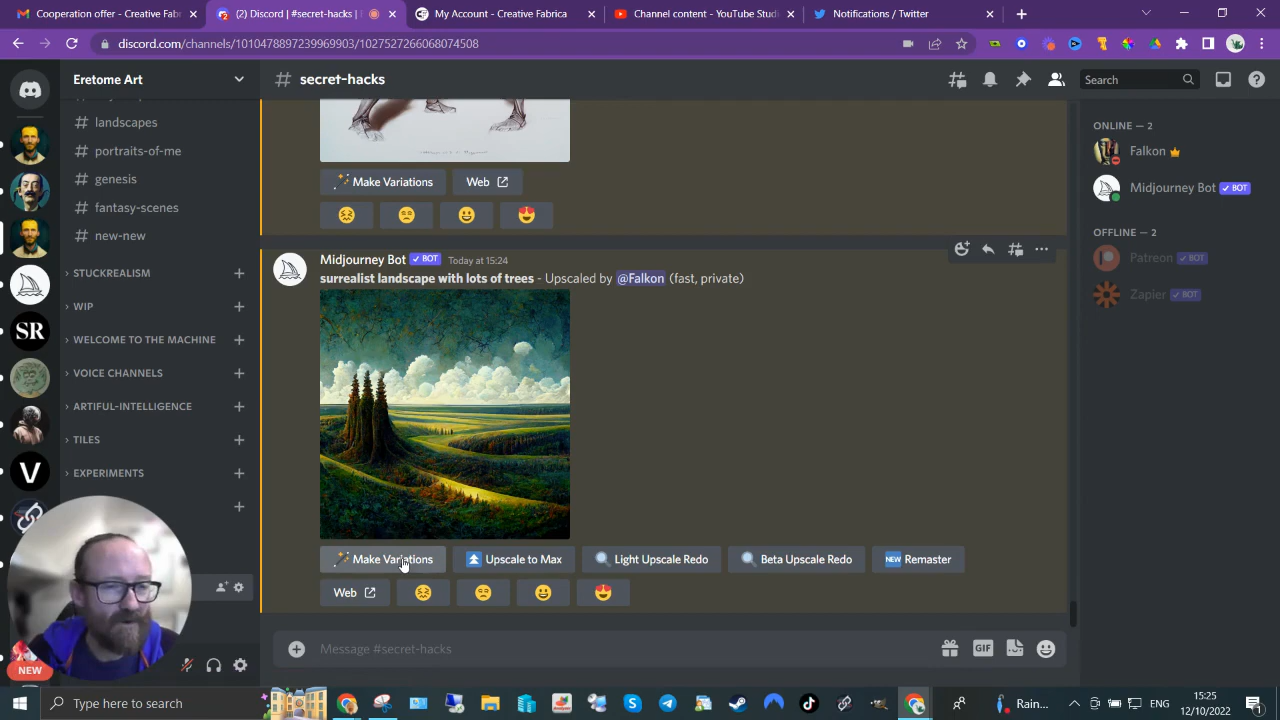 Cooperation offer - Creative Fabri
(2) Discord | #secret-hacks |
My Account - Creative Fabrica
Channel content - YouTube Studi
Notifications / Twitter
discord.com/channels/1010478897239969903/1027527266068074508
Eretome Art
secret-hacks
Search
landscapes
portraits-of-me
genesis
fantasy-scenes
new-new
STUCKREALISM
WIP
WELCOME TO THE MACHINE
VOICE CHANNELS
ARTIFUL-INTELLIGENCE
TILES
EXPERIMENTS
SR
V
NEW
Make Variations
Web
Midjourney Bot BOT Today at 15:24
surrealist landscape with lots of trees - Upscaled by @Falkon (fast, private)
Make Variations
Upscale to Max
Light Upscale Redo
Beta Upscale Redo
NEW Remaster
Web
Message #secret-hacks
GIF
ONLINE — 2
Falkon
Midjourney Bot BOT
OFFLINE — 2
Patreon BOT
Zapier BOT
Type here to search
Rain...
ENG
15:25
12/10/2022